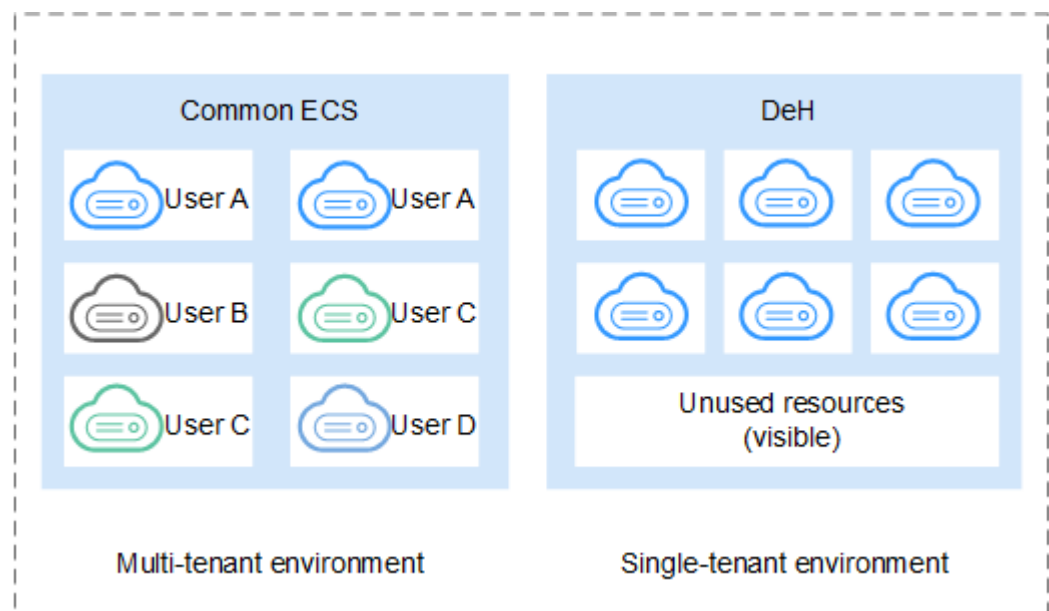 Common ECS
User A
User A
User B
User C
User C
User D
Multi-tenant environment
DeH
Unused resources
(visible)
Single-tenant environment